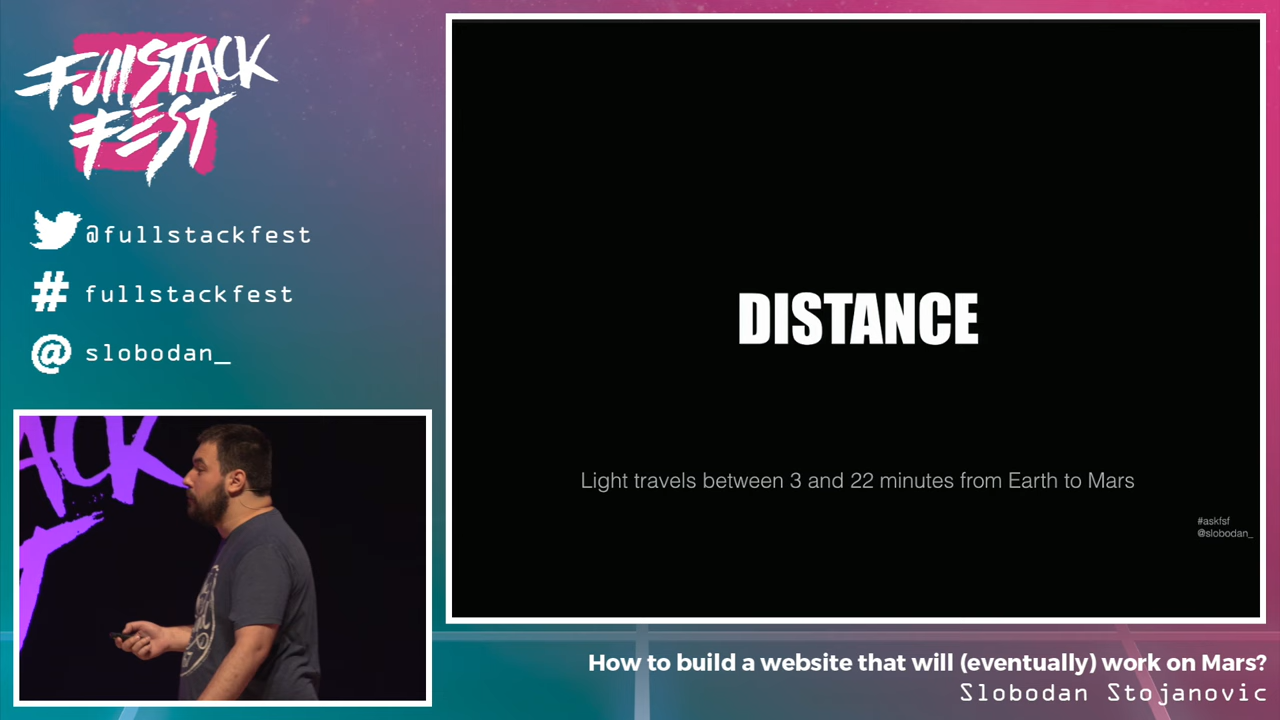 Fullstack
Fest
@fullstackfest
# fullstackfest
@ slobodan_
ACK
T
DISTANCE
Light travels between 3 and 22 minutes from Earth to Mars
#askfsf
@slobodan_
How to build a website that will (eventually) work on Mars?
Slobodan Stojanovic